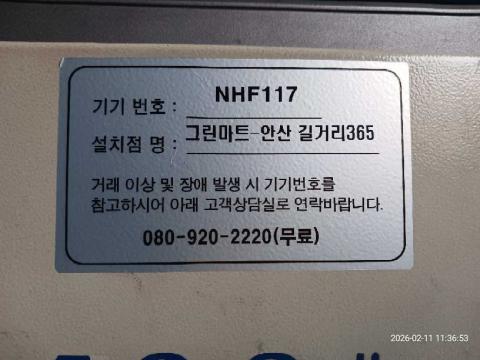 기기 번호 : NHF117
설치점 명 : 그린마트-안산 길거리365
거래 이상 및 장애 발생 시 기기번호를
참고하시어 아래 고객상담실로 연락바랍니다.
080-920-2220(무료)
2026-02-11 11:36:53